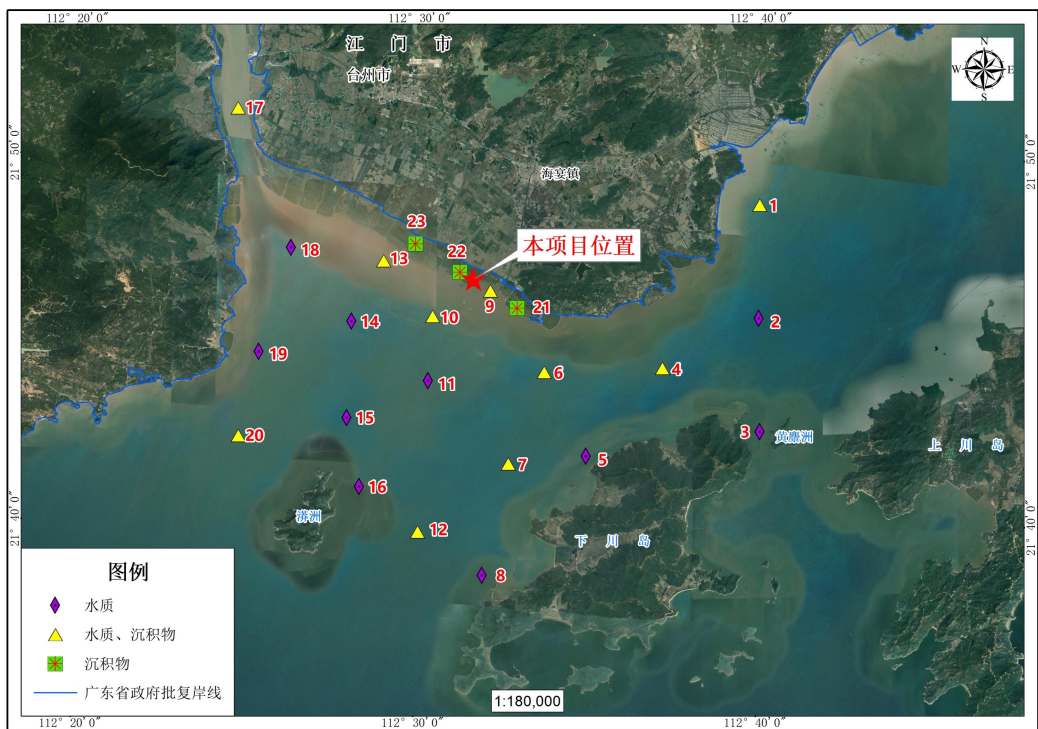 112° 20′0″
112° 30′0″
112° 40′0″
江 门 市
台州市
N
W
E
S
17
21° 50′0″
21° 50′0″
海宴镇
1
23
本项目位置
18
13
22
9
21
10
14
2
19
11
6
4
15
20
3
黄麖洲
上 川 岛
5
7
16
漭洲
12
21° 40′0″
21° 40′0″
下 川 岛
8
图例
水质
水质、沉积物
沉积物
广东省政府批复岸线
1:180,000
112° 20′0″
112° 30′0″
112° 40′0″